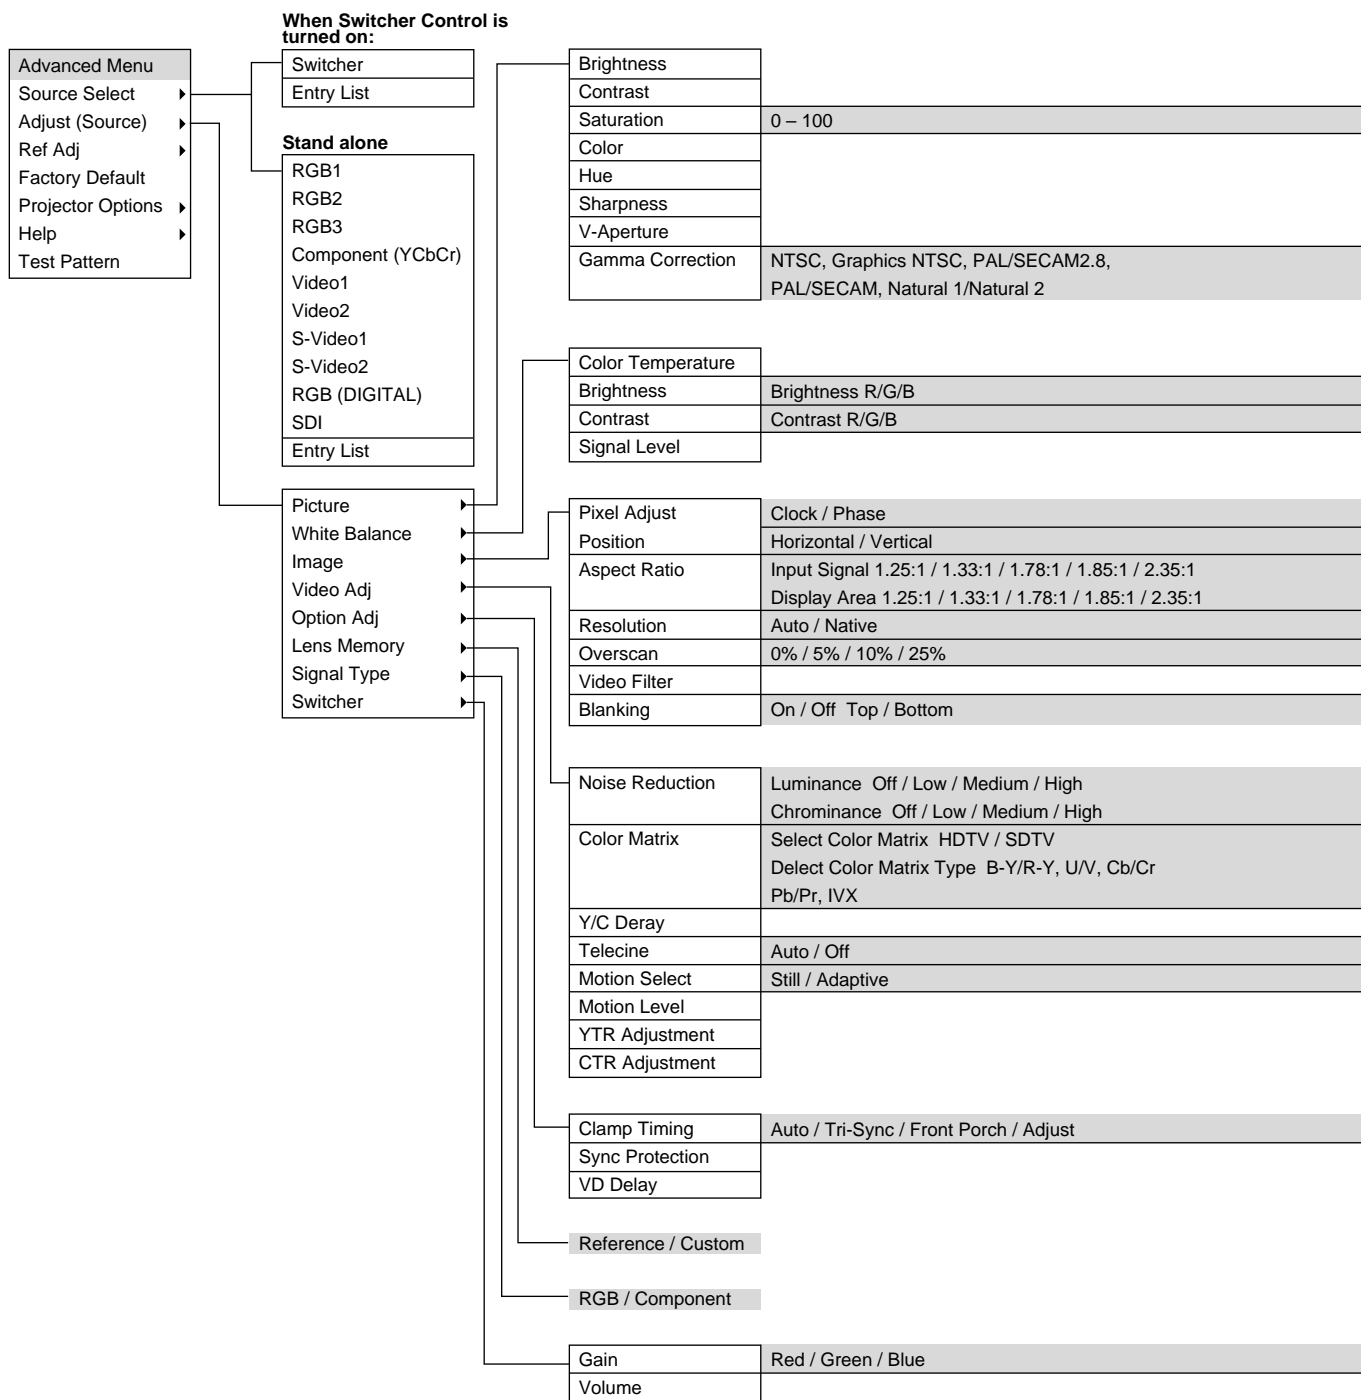 When Switcher Control is
turned on:
Advanced Menu
Source Select
Adjust (Source)
Ref Adj
Factory Default
Projector Options
Help
Test Pattern
Switcher
Entry List
Stand alone
RGB1
RGB2
RGB3
Component (YCbCr)
Video1
Video2
S-Video1
S-Video2
RGB (DIGITAL)
SDI
Entry List
Picture
White Balance
Image
Video Adj
Option Adj
Lens Memory
Signal Type
Switcher
Brightness
Contrast
Saturation 0 – 100
Color
Hue
Sharpness
V-Aperture
Gamma Correction NTSC, Graphics NTSC, PAL/SECAM2.8,
PAL/SECAM, Natural 1/Natural 2
Color Temperature
Brightness Brightness R/G/B
Contrast Contrast R/G/B
Signal Level
Pixel Adjust Clock / Phase
Position Horizontal / Vertical
Aspect Ratio Input Signal 1.25:1 / 1.33:1 / 1.78:1 / 1.85:1 / 2.35:1
Display Area 1.25:1 / 1.33:1 / 1.78:1 / 1.85:1 / 2.35:1
Resolution Auto / Native
Overscan 0% / 5% / 10% / 25%
Video Filter
Blanking On / Off Top / Bottom
Noise Reduction Luminance Off / Low / Medium / High
Chrominance Off / Low / Medium / High
Color Matrix Select Color Matrix HDTV / SDTV
Delect Color Matrix Type B-Y/R-Y, U/V, Cb/Cr
Pb/Pr, IVX
Y/C Deray
Telecine Auto / Off
Motion Select Still / Adaptive
Motion Level
YTR Adjustment
CTR Adjustment
Clamp Timing Auto / Tri-Sync / Front Porch / Adjust
Sync Protection
VD Delay
Reference / Custom
RGB / Component
Gain Red / Green / Blue
Volume